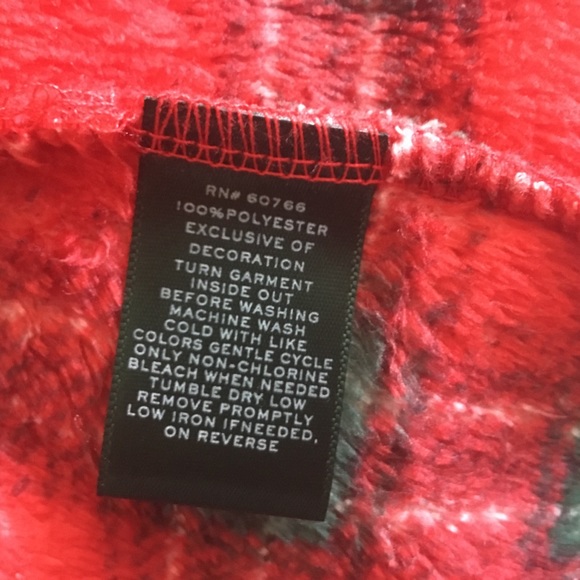 RN# 60766
100%POLYESTER
EXCLUSIVE OF
DECORATION
TURN GARMENT
INSIDE OUT
BEFORE WASHING
MACHINE WASH
COLD WITH LIKE
COLORS GENTLE CYCLE
ONLY NON-CHLORINE
BLEACH WHEN NEEDED
TUMBLE DRY LOW
REMOVE PROMPTLY
LOW IRON IFNEEDED,
ON REVERSE